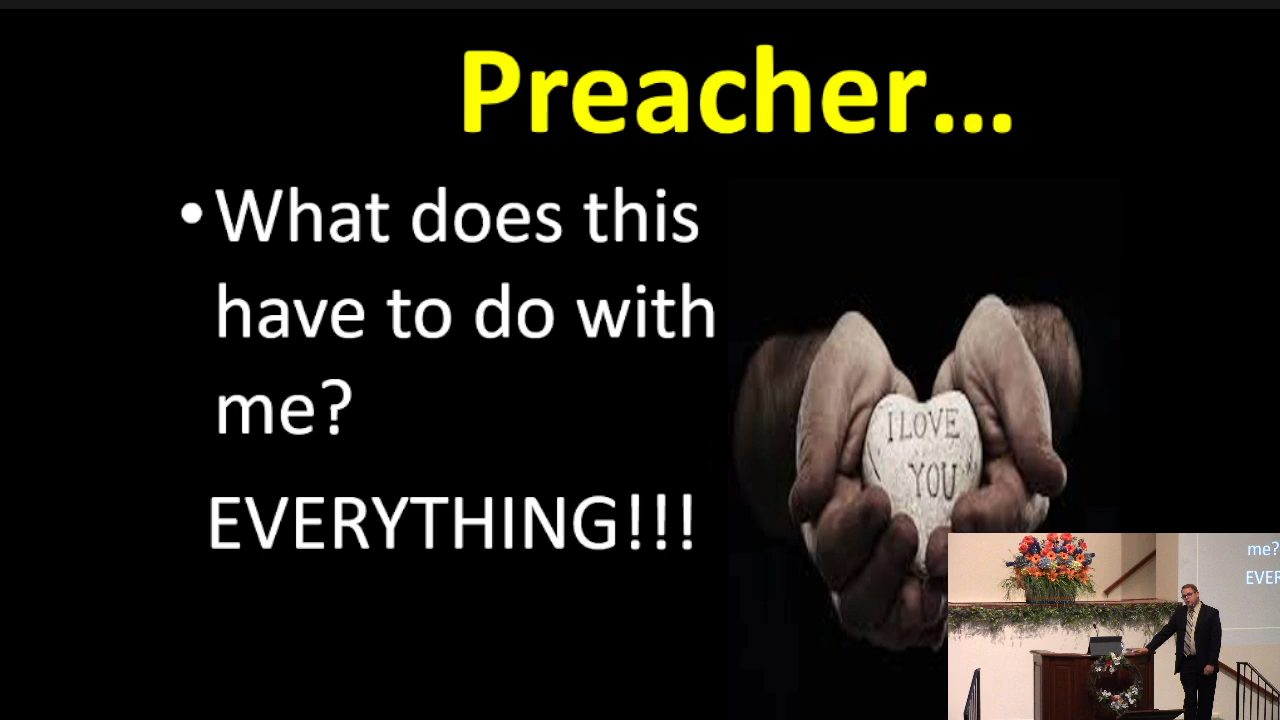 Preacher...
• What does this
have to do with
me?
EVERYTHING!!!
I LOVE
YOU
me?
EVER